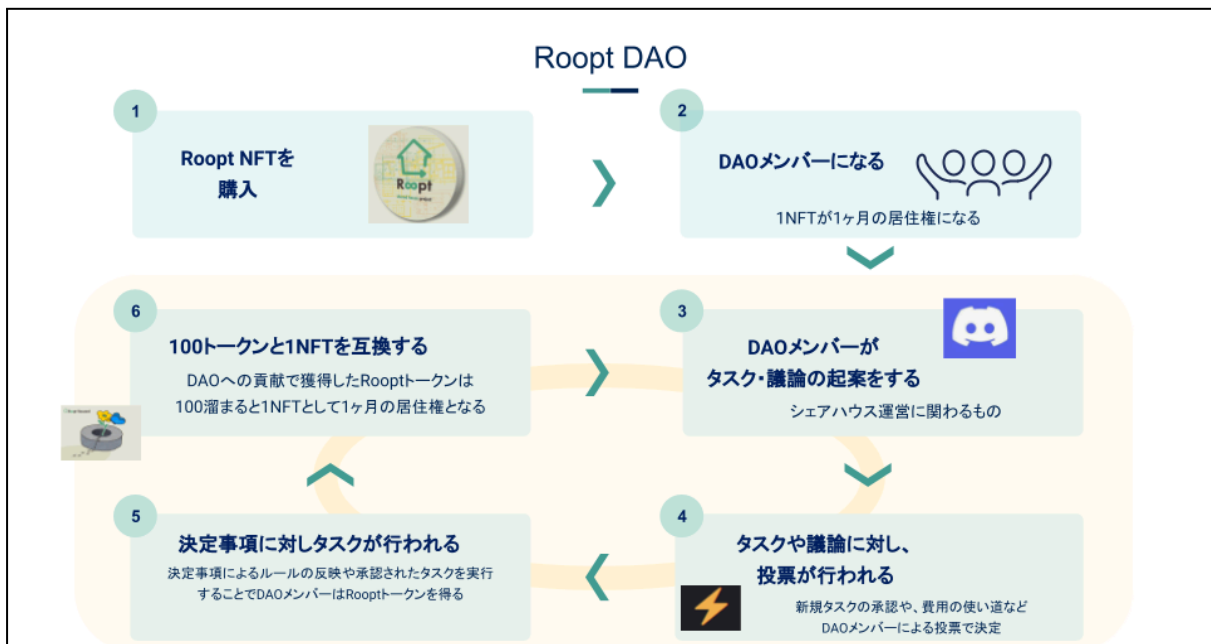 Roopt DAO
1
Roopt NFTを
購入
Roopt
2
DAOメンバーになる
1NFTが1ヶ月の居住権になる
6
100トークンと1NFTを互換する
DAOへの貢献で獲得したRooptトークンは
100溜まると1NFTとして1ヶ月の居住権となる
3
DAOメンバーが
タスク・議論の起案をする
シェアハウス運営に関わるもの
5
決定事項に対しタスクが行われる
決定事項によるルールの反映や承認されたタスクを実行
することでDAOメンバーはRooptトークンを得る
4
タスクや議論に対し、
投票が行われる
新規タスクの承認や、費用の使い道など
DAOメンバーによる投票で決定